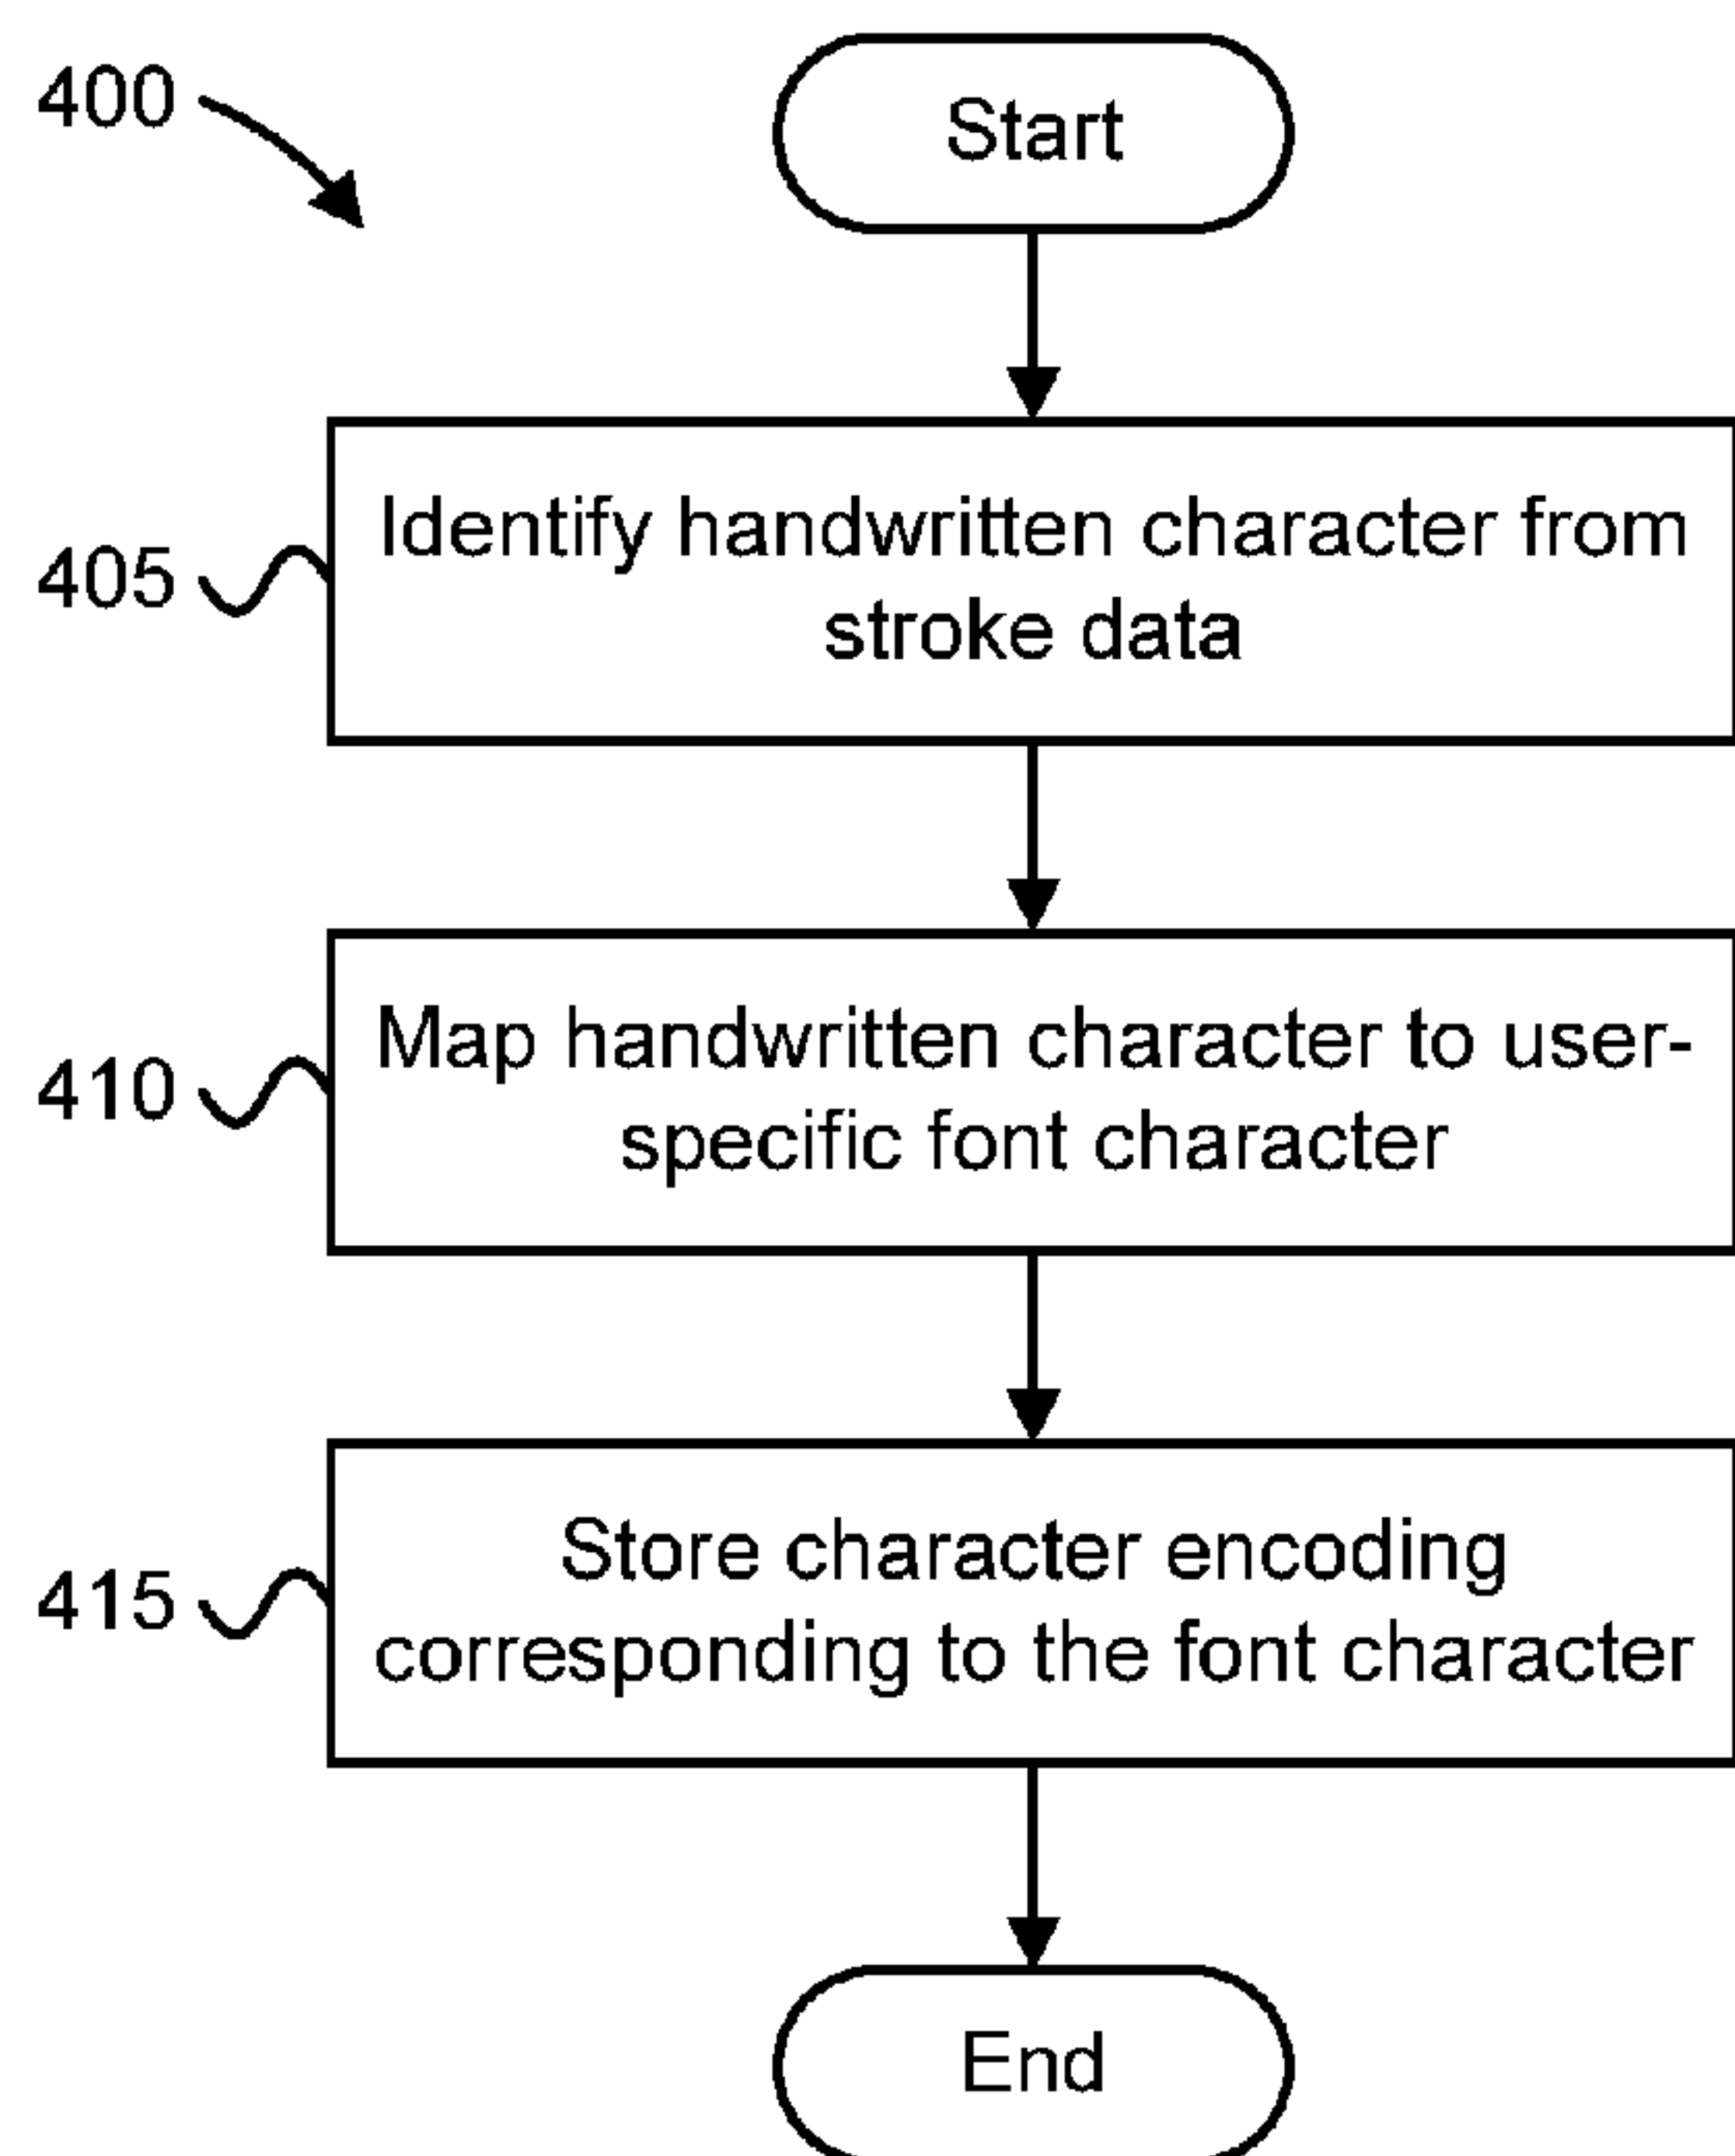 400
Start
405
Identify handwritten character from
stroke data
410
Map handwritten character to user-
specific font character
415
Store character encoding
corresponding to the font character
End